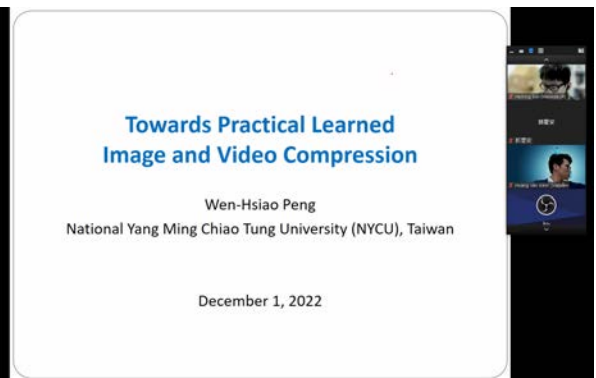 Towards Practical Learned
Image and Video Compression
Wen-Hsiao Peng
National Yang Ming Chiao Tung University (NYCU), Taiwan
December 1, 2022